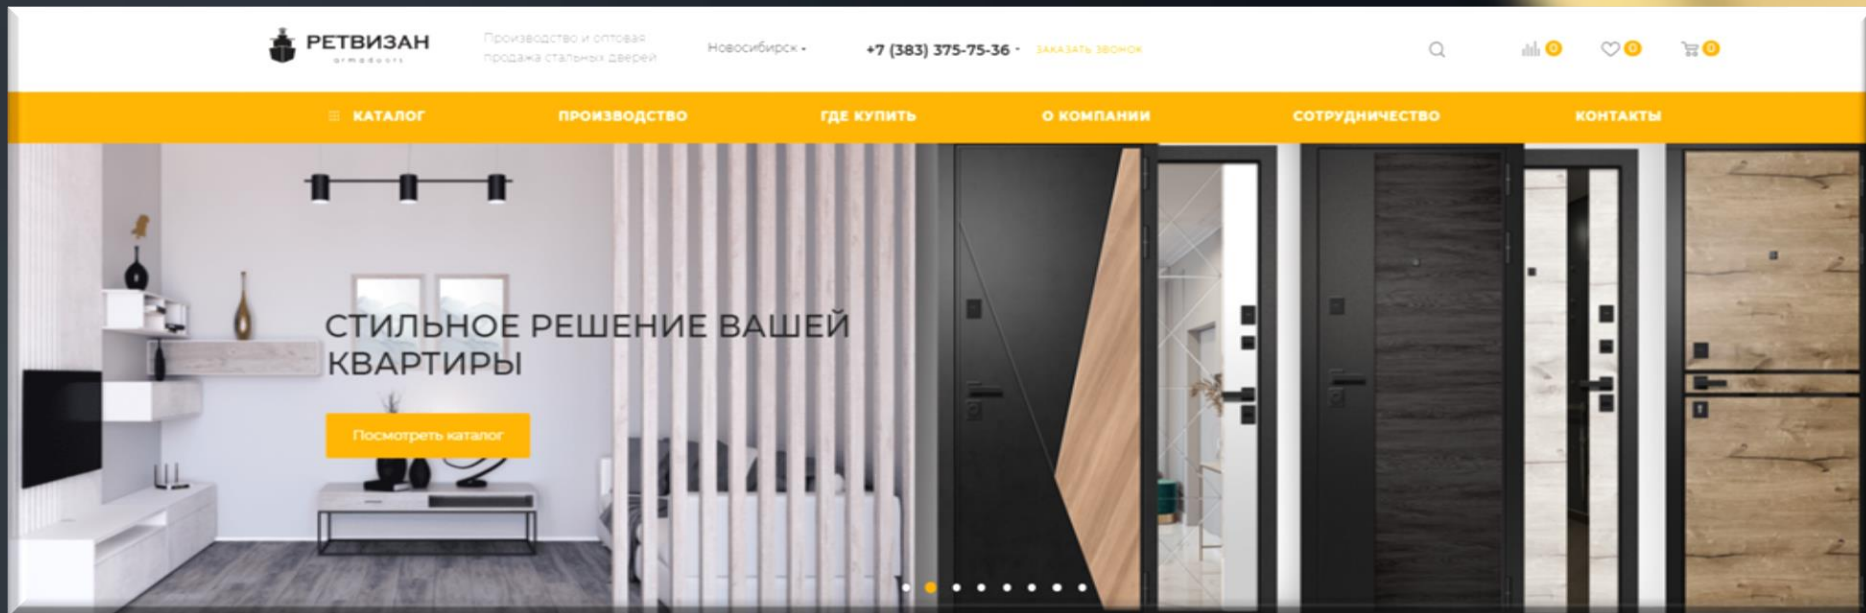 РЕТВИЗАН
armadoors
Производство и оптовая
продажа стальных дверей
Новосибирск
+7 (383) 375-75-36
ЗАКАЗАТЬ ЗВОНОК
0
0
0
КАТАЛОГ
ПРОИЗВОДСТВО
ГДЕ КУПИТЬ
О КОМПАНИИ
СОТРУДНИЧЕСТВО
КОНТАКТЫ
СТИЛЬНОЕ РЕШЕНИЕ ВАШЕЙ
КВАРТИРЫ
Посмотреть каталог